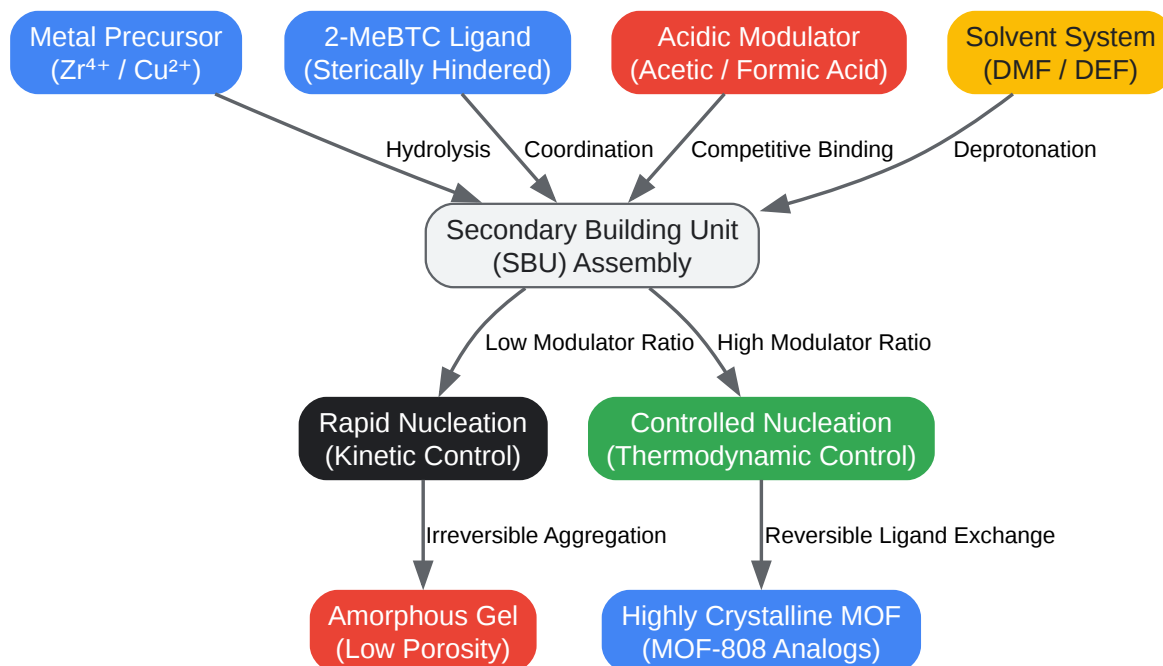 Metal Precursor
(Zr⁴⁺ / Cu²⁺)
2-MeBTC Ligand
(Sterically Hindered)
Acidic Modulator
(Acetic / Formic Acid)
Solvent System
(DMF / DEF)
Hydrolysis
Coordination
Competitive Binding
Deprotonation
Secondary Building Unit
(SBU) Assembly
Low Modulator Ratio
High Modulator Ratio
Rapid Nucleation
(Kinetic Control)
Controlled Nucleation
(Thermodynamic Control)
Irreversible Aggregation
Reversible Ligand Exchange
Amorphous Gel
(Low Porosity)
Highly Crystalline MOF
(MOF-808 Analogs)